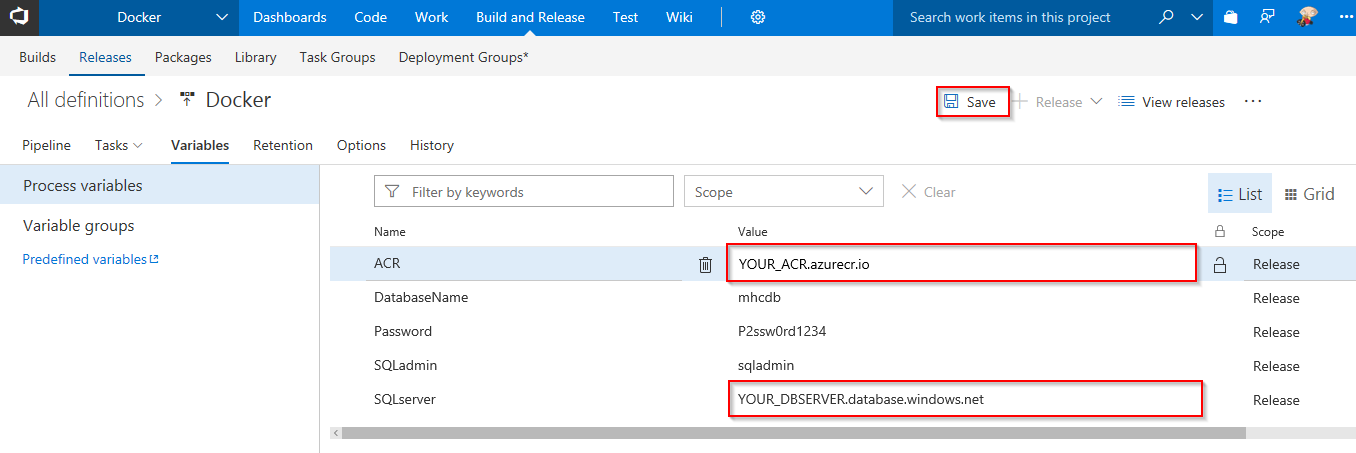 Docker Dashboards Code Work Build and Release Test Wiki Search work items in this project
Builds Releases Packages Library Task Groups Deployment Groups*
All definitions > Docker Save + Release View releases ...
Pipeline Tasks Variables Retention Options History
Process variables
Variable groups
Predefined variables
Filter by keywords Scope Clear List Grid
Name Value Scope
ACR YOUR_ACR.azurecr.io Release
DatabaseName mhcdb Release
Password P2ssw0rd1234 Release
SQLadmin sqladmin Release
SQLserver YOUR_DBSERVER.database.windows.net Release